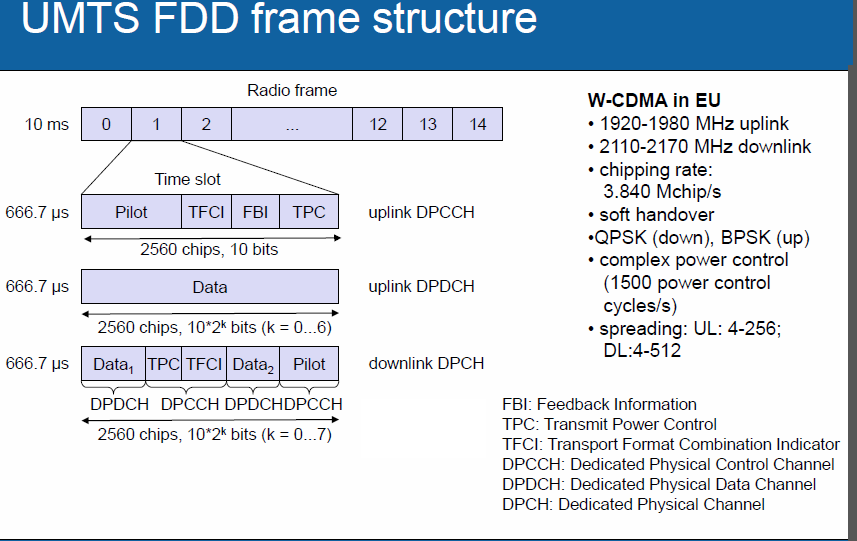 UMTS FDD frame structure
Radio frame
10 ms 0 1 2 ... 12 13 14
Time slot
666.7 µs Pilot TFCI FBI TPC uplink DPCCH
2560 chips, 10 bits
666.7 µs Data uplink DPDCH
2560 chips, 10*2ᵏ bits (k = 0...6)
666.7 µs Data₁ TPC TFCI Data₂ Pilot downlink DPCH
DPDCH DPCCH DPDCH DPCCH
2560 chips, 10*2ᵏ bits (k = 0...7)
W-CDMA in EU
• 1920-1980 MHz uplink
• 2110-2170 MHz downlink
• chipping rate:
3.840 Mchip/s
• soft handover
•QPSK (down), BPSK (up)
• complex power control
(1500 power control
cycles/s)
• spreading: UL: 4-256;
DL:4-512
FBI: Feedback Information
TPC: Transmit Power Control
TFCI: Transport Format Combination Indicator
DPCCH: Dedicated Physical Control Channel
DPDCH: Dedicated Physical Data Channel
DPCH: Dedicated Physical Channel